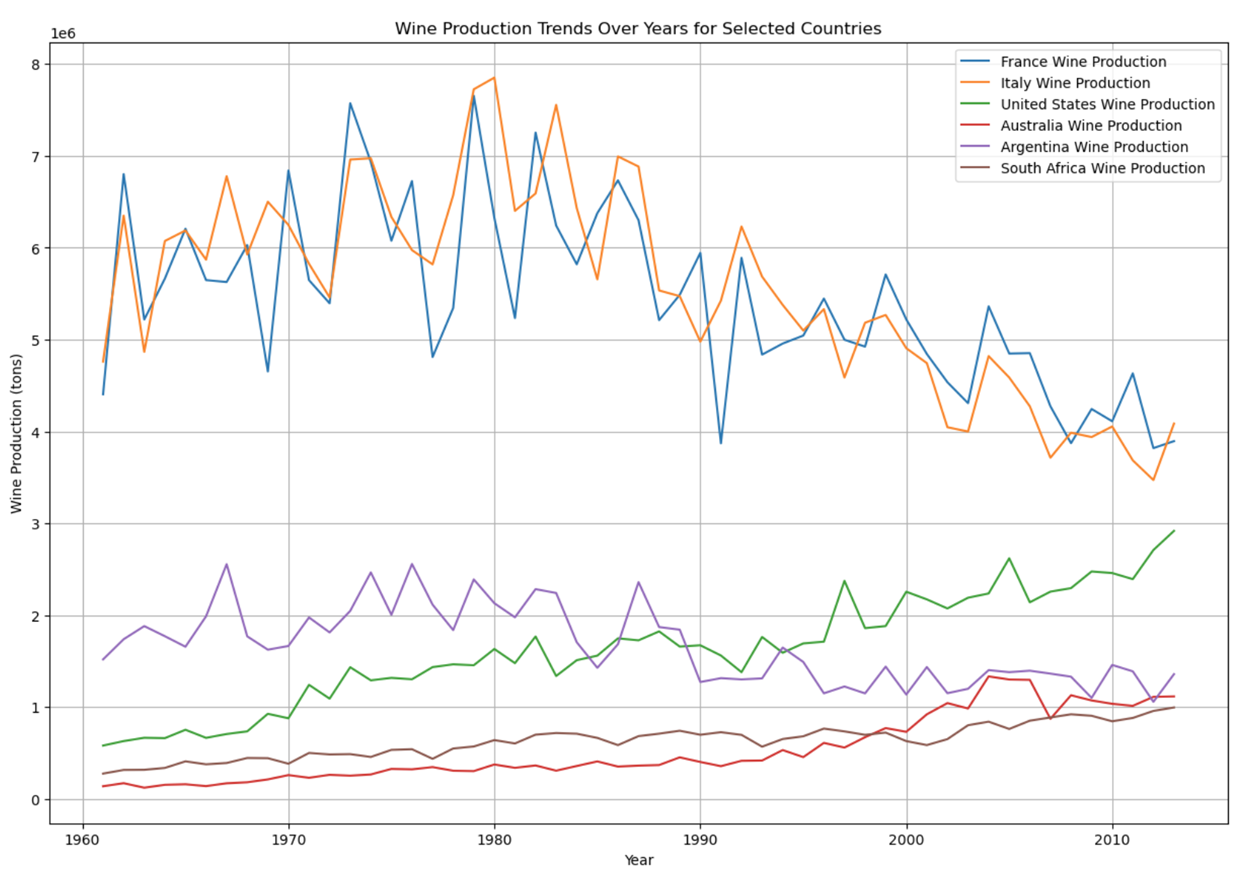 Wine Production Trends Over Years for Selected Countries
1e6
8
7
6
5
4
3
2
1
0
Wine Production (tons)
France Wine Production
Italy Wine Production
United States Wine Production
Australia Wine Production
Argentina Wine Production
South Africa Wine Production
1960 1970 1980 1990 2000 2010
Year